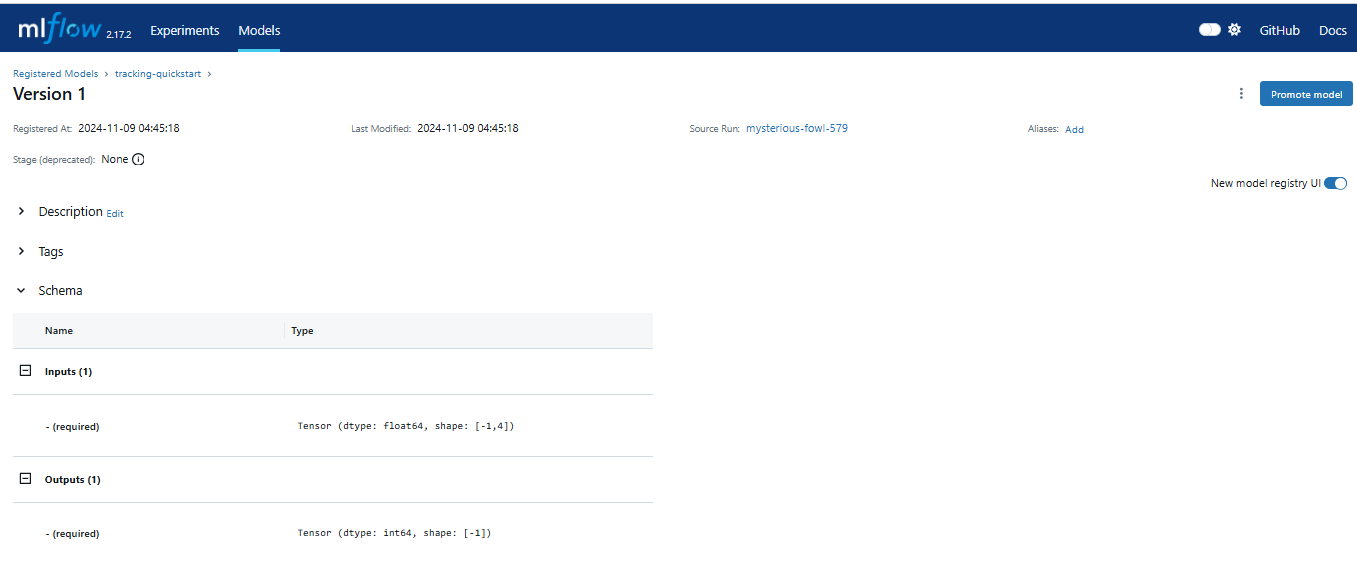 mlflow 2.17.2 Experiments Models GitHub Docs
Registered Models › tracking-quickstart ›
Version 1
Promote model
Registered At: 2024-11-09 04:45:18 Last Modified: 2024-11-09 04:45:18 Source Run: mysterious-fowl-579 Aliases: Add
Stage (deprecated): None
New model registry UI
Description Edit
Tags
Schema
Name Type
Inputs (1)
- (required) Tensor (dtype: float64, shape: [-1,4])
Outputs (1)
- (required) Tensor (dtype: int64, shape: [-1])